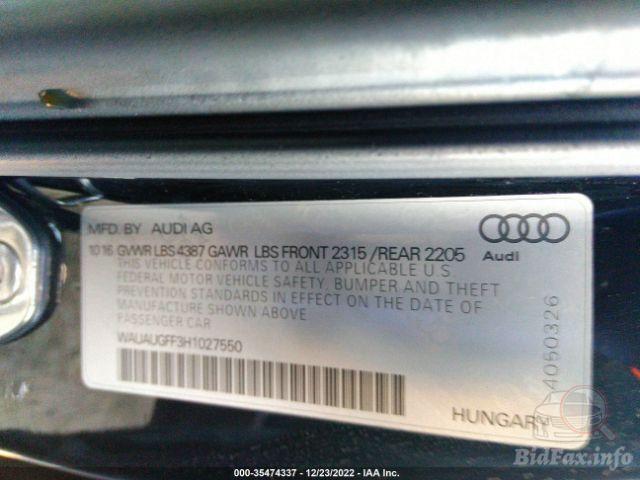 MFD. BY AUDI AG
10 16 GVWR LBS 4387 GAWR LBS FRONT 2315 / REAR 2205
THIS VEHICLE CONFORMS TO ALL APPLICABLE U.S.
FEDERAL MOTOR VEHICLE SAFETY, BUMPER AND THEFT
PREVENTION STANDARDS IN EFFECT ON THE DATE OF
MANUFACTURE SHOWN ABOVE
PASSENGER CAR
WAUAUGFF3H1027550
Audi
4050326
HUNGARY
BidFax.info
000-35474337 - 12/23/2022 - IAA Inc.